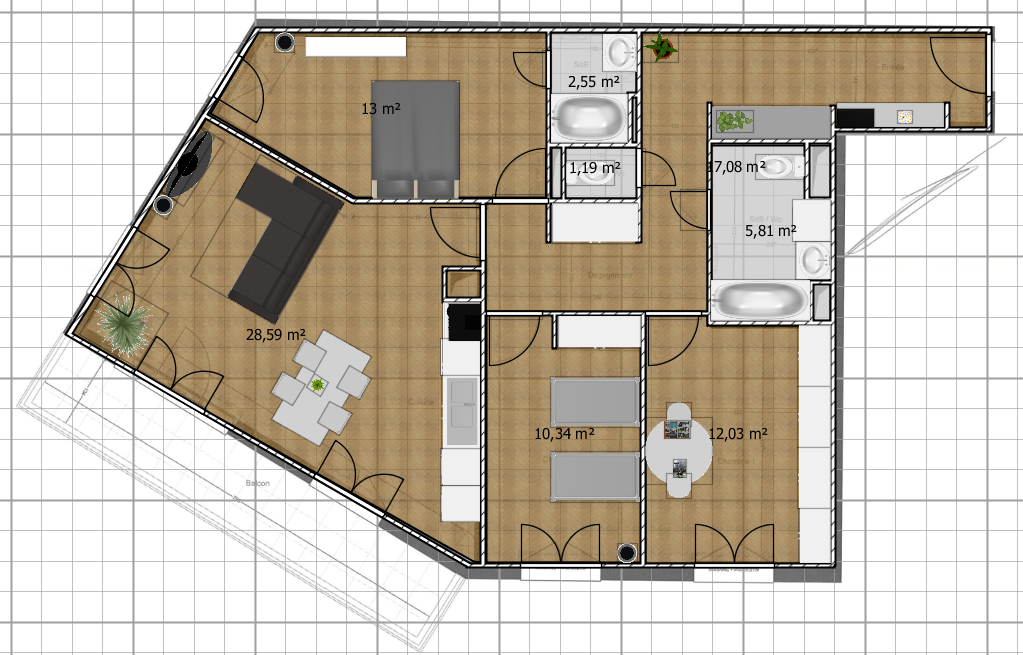 Entrée
SdB
2,55 m²
13 m²
1,19 m²
17,08 m²
SdB / Wc
5,81 m²
Dégagement
28,59 m²
Cuisine
10,34 m²
12,03 m²
Chambre
Balcon